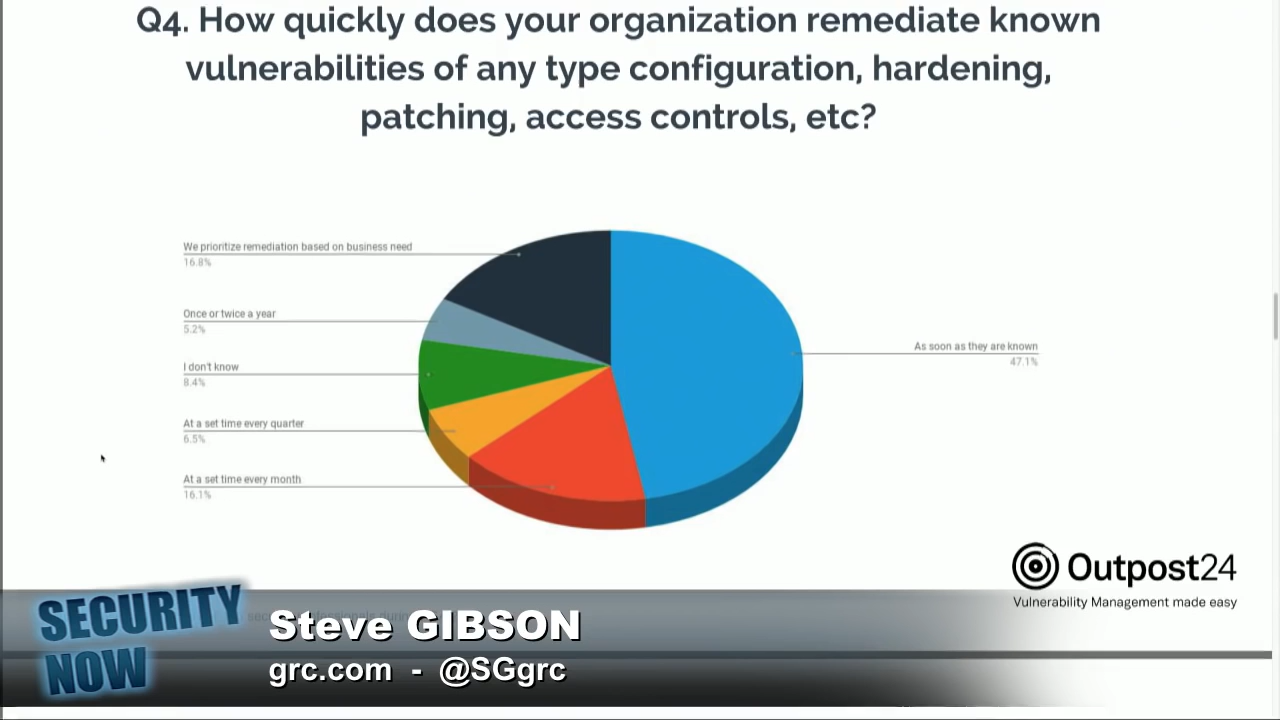 Q4. How quickly does your organization remediate known
vulnerabilities of any type configuration, hardening,
patching, access controls, etc?
We prioritize remediation based on business need
16.8%
Once or twice a year
5.2%
I don't know
8.4%
At a set time every quarter
6.5%
At a set time every month
16.1%
As soon as they are known
47.1%
Outpost24
Vulnerability Management made easy
SECURITY
NOW
Steve GIBSON
grc.com - @SGgrc